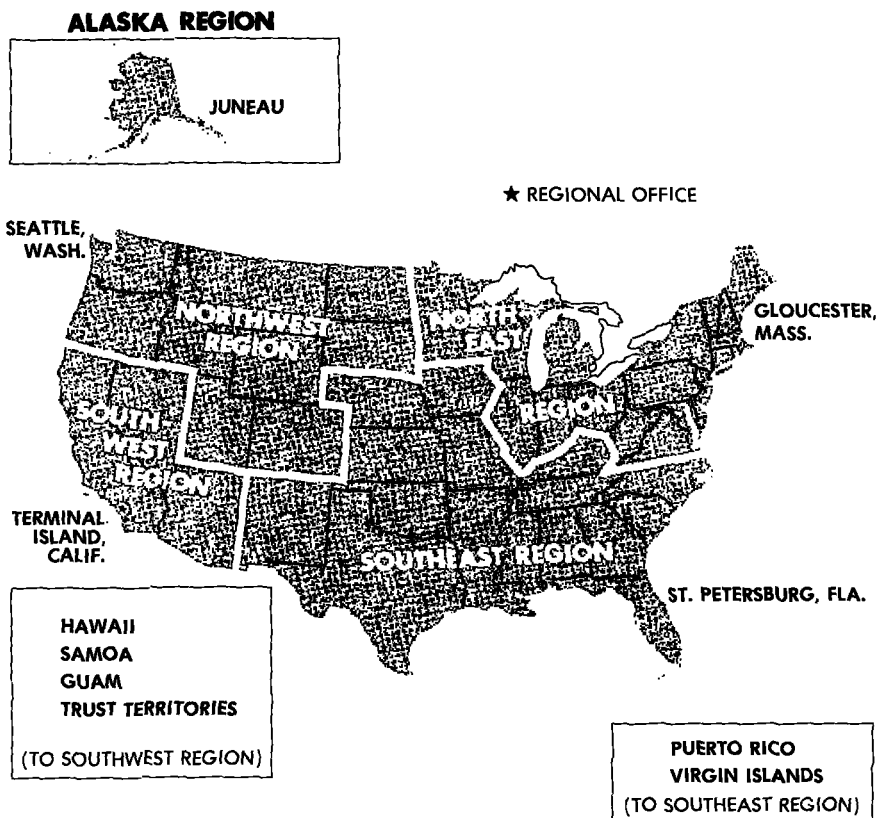 ALASKA REGION
JUNEAU
★ REGIONAL OFFICE
SEATTLE,
WASH.
NORTHWEST
REGION
NORTH
EAST
REGION
GLOUCESTER,
MASS.
SOUTH
WEST
REGION
TERMINAL
ISLAND,
CALIF.
SOUTHEAST REGION
ST. PETERSBURG, FLA.
HAWAII
SAMOA
GUAM
TRUST TERRITORIES
(TO SOUTHWEST REGION)
PUERTO RICO
VIRGIN ISLANDS
(TO SOUTHEAST REGION)